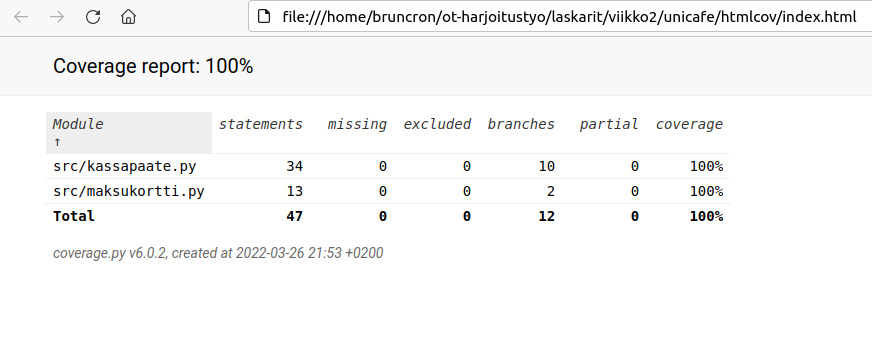 file:///home/bruncron/ot-harjoitustyo/laskarit/viikko2/unicafe/htmlcov/index.html
Coverage report: 100%
Module statements missing excluded branches partial coverage
↑
src/kassapaate.py 34 0 0 10 0 100%
src/maksukortti.py 13 0 0 2 0 100%
Total 47 0 0 12 0 100%
coverage.py v6.0.2, created at 2022-03-26 21:53 +0200